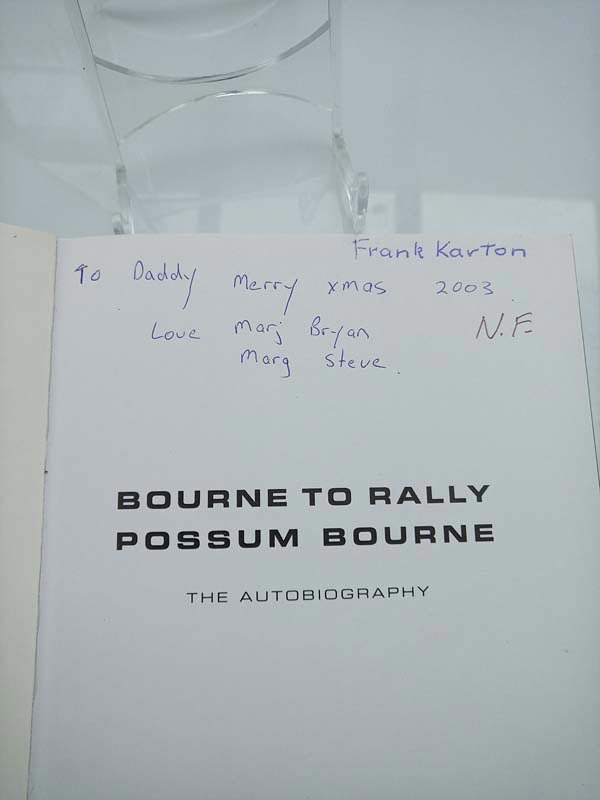 Frank Karton
To Daddy Merry xmas 2003.
Love Marj Bryan N.F.
Marg Steve.
BOURNE TO RALLY
POSSUM BOURNE
THE AUTOBIOGRAPHY